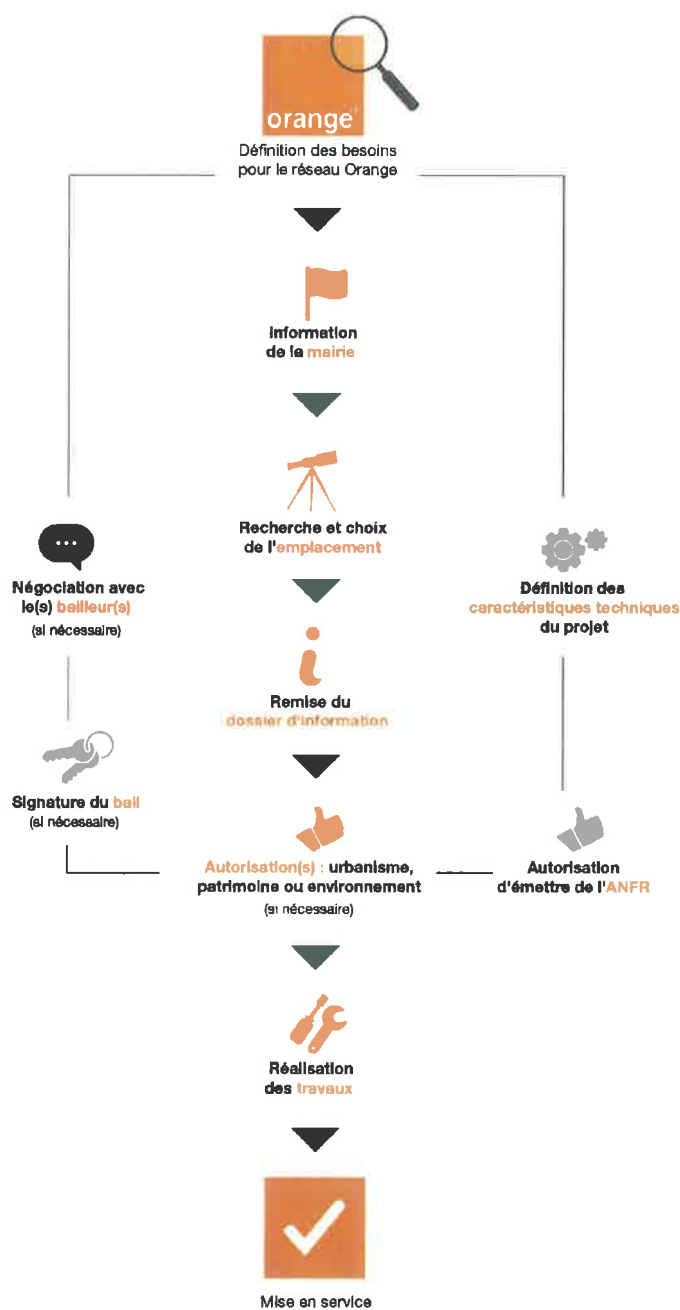 orange
Définition des besoins
pour le réseau Orange
Information
de la mairie
Recherche et choix
de l'emplacement
Négociation avec
le(s) bailleur(s)
(si nécessaire)
Définition des
caractéristiques techniques
du projet
Remise du
dossier d'information
Signature du bail
(si nécessaire)
Autorisation(s) : urbanisme,
patrimoine ou environnement
(si nécessaire)
Autorisation
d'émettre de l'ANFR
Réalisation
des travaux
Mise en service